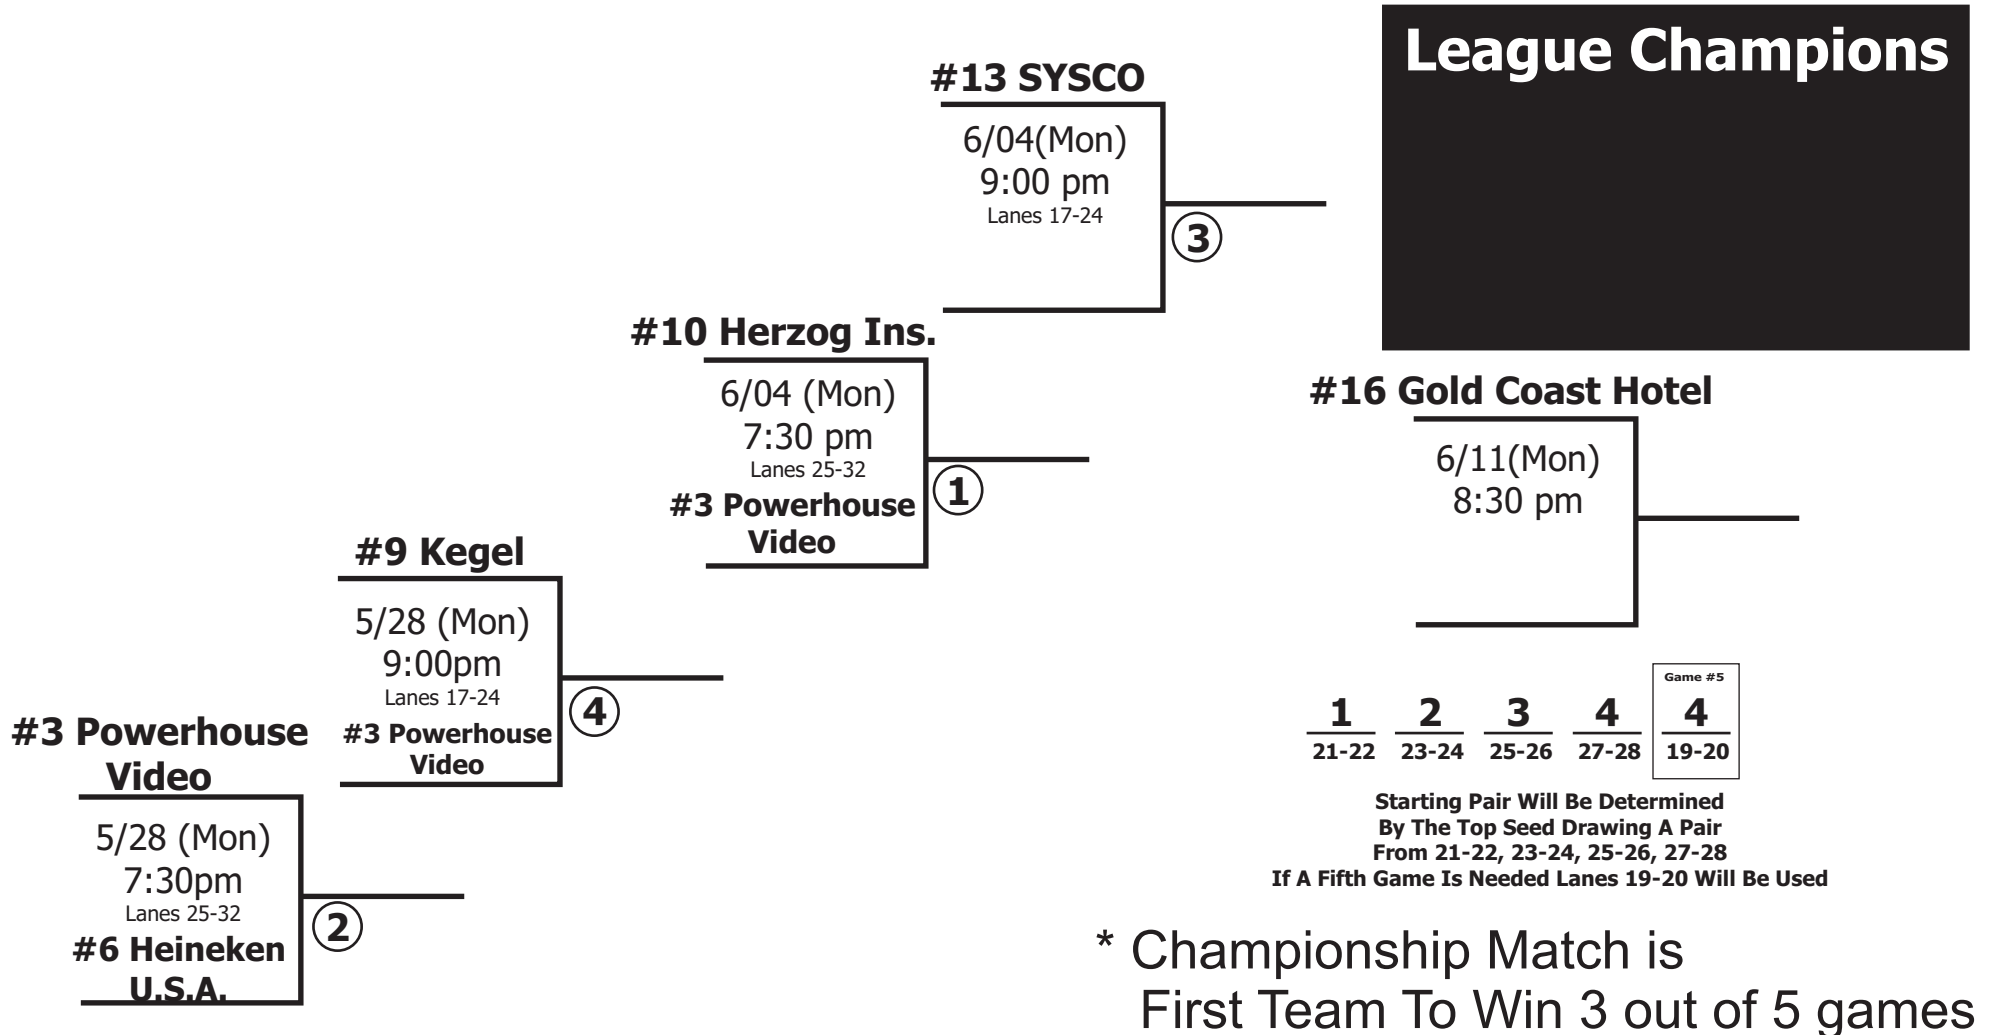 League Champions
#13 SYSCO
6/04(Mon)
9:00 pm
Lanes 17-24
3
#10 Herzog Ins.
6/04 (Mon)
7:30 pm
Lanes 25-32
#3 Powerhouse
Video
1
#16 Gold Coast Hotel
6/11(Mon)
8:30 pm
#9 Kegel
5/28 (Mon)
9:00pm
Lanes 17-24
#3 Powerhouse
Video
4
#3 Powerhouse
Video
5/28 (Mon)
7:30pm
Lanes 25-32
#6 Heineken
U.S.A.
2
Game #5
1 2 3 4 4
21-22 23-24 25-26 27-28 19-20
Starting Pair Will Be Determined
By The Top Seed Drawing A Pair
From 21-22, 23-24, 25-26, 27-28
If A Fifth Game Is Needed Lanes 19-20 Will Be Used
* Championship Match is
First Team To Win 3 out of 5 games